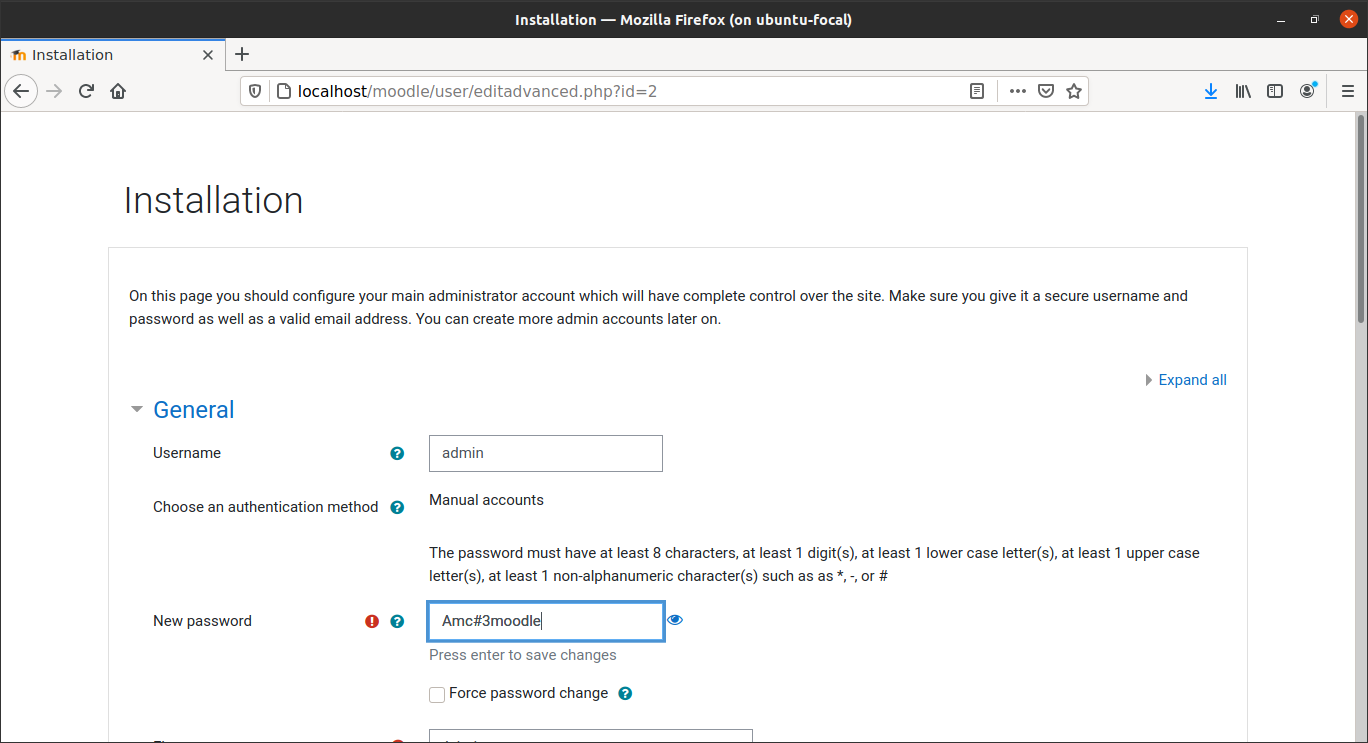 Installation — Mozilla Firefox (on ubuntu-focal)
Installation
localhost/moodle/user/editadvanced.php?id=2
Installation
On this page you should configure your main administrator account which will have complete control over the site. Make sure you give it a secure username and
password as well as a valid email address. You can create more admin accounts later on.
Expand all
General
Username
admin
Choose an authentication method
Manual accounts
The password must have at least 8 characters, at least 1 digit(s), at least 1 lower case letter(s), at least 1 upper case
letter(s), at least 1 non-alphanumeric character(s) such as as *, -, or #
New password
Amc#3moodle
Press enter to save changes
Force password change